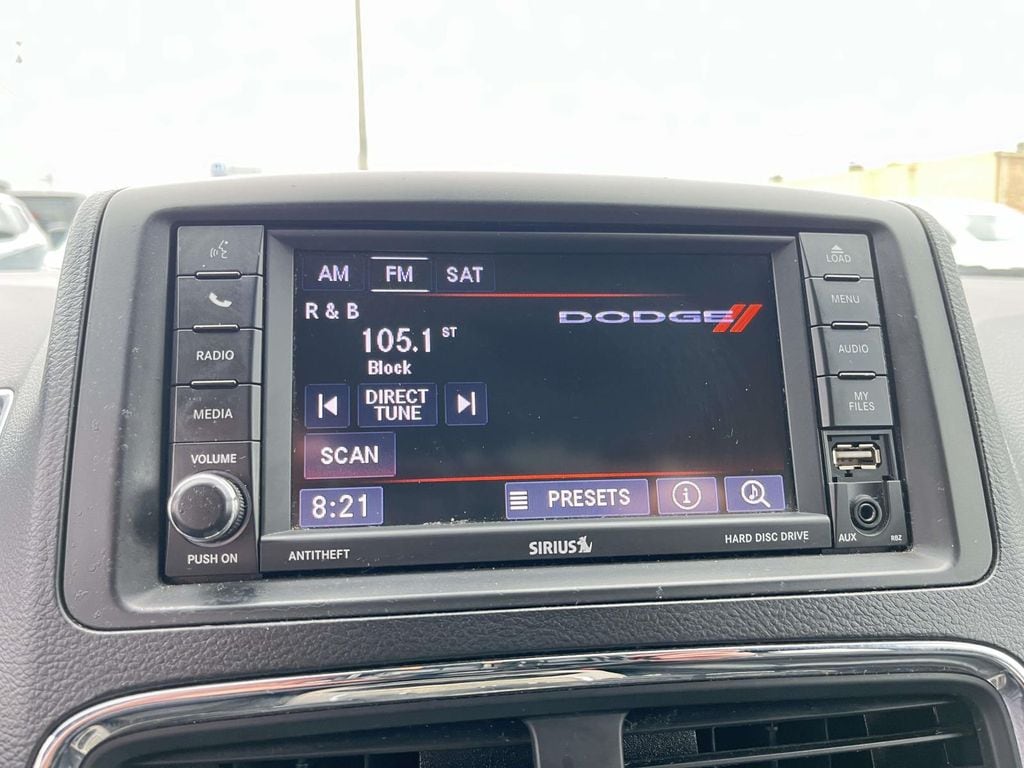 LOAD
MENU
AUDIO
MY
FILES
AUX
RBZ
RADIO
MEDIA
VOLUME
PUSH ON
AM FM SAT
R & B
105.1 ST
Block
DODGE
DIRECT
TUNE
SCAN
8:21 PRESETS
ANTITHEFT SIRIUS HARD DISC DRIVE